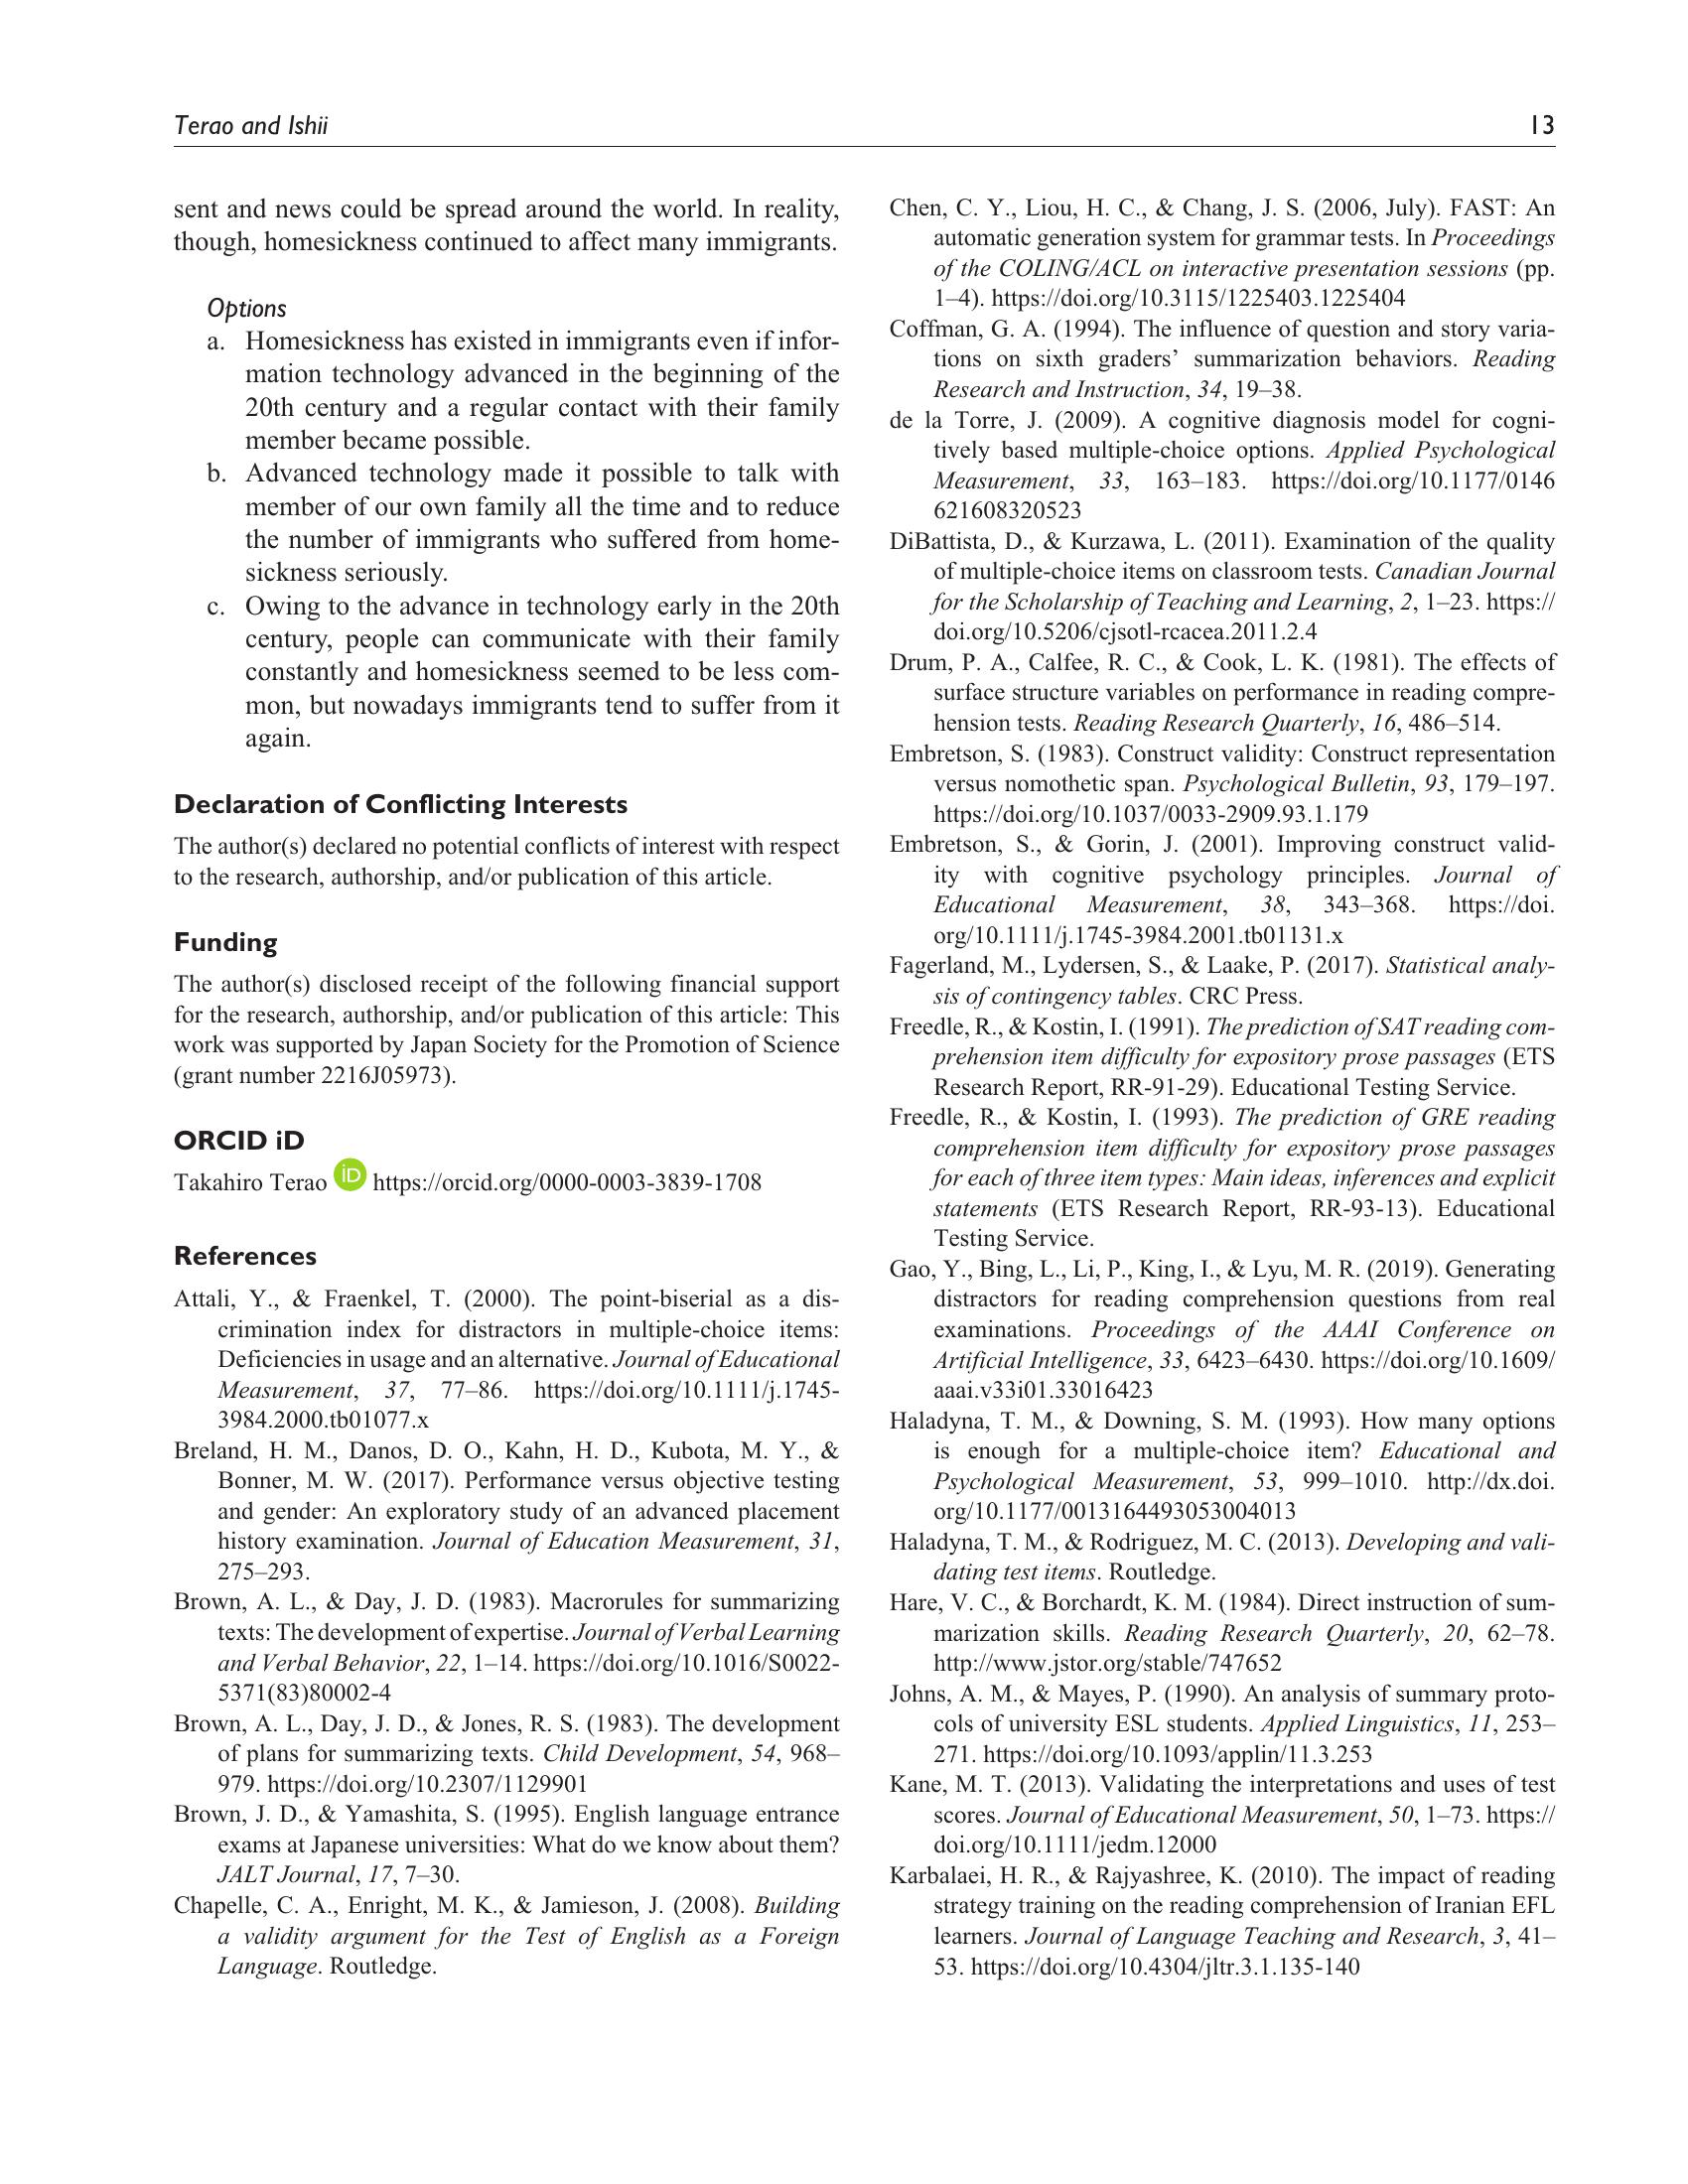 Terao and Ishii
13
sent and news could be spread around the world. In reality,
though, homesickness continued to affect many immigrants.
Options
a. Homesickness has existed in immigrants even if infor-
mation technology advanced in the beginning of the
20th century and a regular contact with their family
member became possible.
b. Advanced technology made it possible to talk with
member of our own family all the time and to reduce
the number of immigrants who suffered from home-
sickness seriously.
c. Owing to the advance in technology early in the 20th
century, people can communicate with their family
constantly and homesickness seemed to be less com-
mon, but nowadays immigrants tend to suffer from it
again.
Declaration of Conflicting Interests
The author(s) declared no potential conflicts of interest with respect
to the research, authorship, and/or publication of this article.
Funding
The author(s) disclosed receipt of the following financial support
for the research, authorship, and/or publication of this article: This
work was supported by Japan Society for the Promotion of Science
(grant number 2216J05973).
ORCID iD
Takahiro Terao iD https://orcid.org/0000-0003-3839-1708
References
Attali, Y., & Fraenkel, T. (2000). The point-biserial as a dis-
crimination index for distractors in multiple-choice items:
Deficiencies in usage and an alternative. Journal of Educational
Measurement, 37, 77–86. https://doi.org/10.1111/j.1745-
3984.2000.tb01077.x
Breland, H. M., Danos, D. O., Kahn, H. D., Kubota, M. Y., &
Bonner, M. W. (2017). Performance versus objective testing
and gender: An exploratory study of an advanced placement
history examination. Journal of Education Measurement, 31,
275–293.
Brown, A. L., & Day, J. D. (1983). Macrorules for summarizing
texts: The development of expertise. Journal of Verbal Learning
and Verbal Behavior, 22, 1–14. https://doi.org/10.1016/S0022-
5371(83)80002-4
Brown, A. L., Day, J. D., & Jones, R. S. (1983). The development
of plans for summarizing texts. Child Development, 54, 968–
979. https://doi.org/10.2307/1129901
Brown, J. D., & Yamashita, S. (1995). English language entrance
exams at Japanese universities: What do we know about them?
JALT Journal, 17, 7–30.
Chapelle, C. A., Enright, M. K., & Jamieson, J. (2008). Building
a validity argument for the Test of English as a Foreign
Language. Routledge.
Chen, C. Y., Liou, H. C., & Chang, J. S. (2006, July). FAST: An
automatic generation system for grammar tests. In Proceedings
of the COLING/ACL on interactive presentation sessions (pp.
1–4). https://doi.org/10.3115/1225403.1225404
Coffman, G. A. (1994). The influence of question and story varia-
tions on sixth graders’ summarization behaviors. Reading
Research and Instruction, 34, 19–38.
de la Torre, J. (2009). A cognitive diagnosis model for cogni-
tively based multiple-choice options. Applied Psychological
Measurement, 33, 163–183. https://doi.org/10.1177/0146
621608320523
DiBattista, D., & Kurzawa, L. (2011). Examination of the quality
of multiple-choice items on classroom tests. Canadian Journal
for the Scholarship of Teaching and Learning, 2, 1–23. https://
doi.org/10.5206/cjsotl-rcacea.2011.2.4
Drum, P. A., Calfee, R. C., & Cook, L. K. (1981). The effects of
surface structure variables on performance in reading compre-
hension tests. Reading Research Quarterly, 16, 486–514.
Embretson, S. (1983). Construct validity: Construct representation
versus nomothetic span. Psychological Bulletin, 93, 179–197.
https://doi.org/10.1037/0033-2909.93.1.179
Embretson, S., & Gorin, J. (2001). Improving construct valid-
ity with cognitive psychology principles. Journal of
Educational Measurement, 38, 343–368. https://doi.
org/10.1111/j.1745-3984.2001.tb01131.x
Fagerland, M., Lydersen, S., & Laake, P. (2017). Statistical analy-
sis of contingency tables. CRC Press.
Freedle, R., & Kostin, I. (1991). The prediction of SAT reading com-
prehension item difficulty for expository prose passages (ETS
Research Report, RR-91-29). Educational Testing Service.
Freedle, R., & Kostin, I. (1993). The prediction of GRE reading
comprehension item difficulty for expository prose passages
for each of three item types: Main ideas, inferences and explicit
statements (ETS Research Report, RR-93-13). Educational
Testing Service.
Gao, Y., Bing, L., Li, P., King, I., & Lyu, M. R. (2019). Generating
distractors for reading comprehension questions from real
examinations. Proceedings of the AAAI Conference on
Artificial Intelligence, 33, 6423–6430. https://doi.org/10.1609/
aaai.v33i01.33016423
Haladyna, T. M., & Downing, S. M. (1993). How many options
is enough for a multiple-choice item? Educational and
Psychological Measurement, 53, 999–1010. http://dx.doi.
org/10.1177/0013164493053004013
Haladyna, T. M., & Rodriguez, M. C. (2013). Developing and vali-
dating test items. Routledge.
Hare, V. C., & Borchardt, K. M. (1984). Direct instruction of sum-
marization skills. Reading Research Quarterly, 20, 62–78.
http://www.jstor.org/stable/747652
Johns, A. M., & Mayes, P. (1990). An analysis of summary proto-
cols of university ESL students. Applied Linguistics, 11, 253–
271. https://doi.org/10.1093/applin/11.3.253
Kane, M. T. (2013). Validating the interpretations and uses of test
scores. Journal of Educational Measurement, 50, 1–73. https://
doi.org/10.1111/jedm.12000
Karbalaei, H. R., & Rajyashree, K. (2010). The impact of reading
strategy training on the reading comprehension of Iranian EFL
learners. Journal of Language Teaching and Research, 3, 41–
53. https://doi.org/10.4304/jltr.3.1.135-140